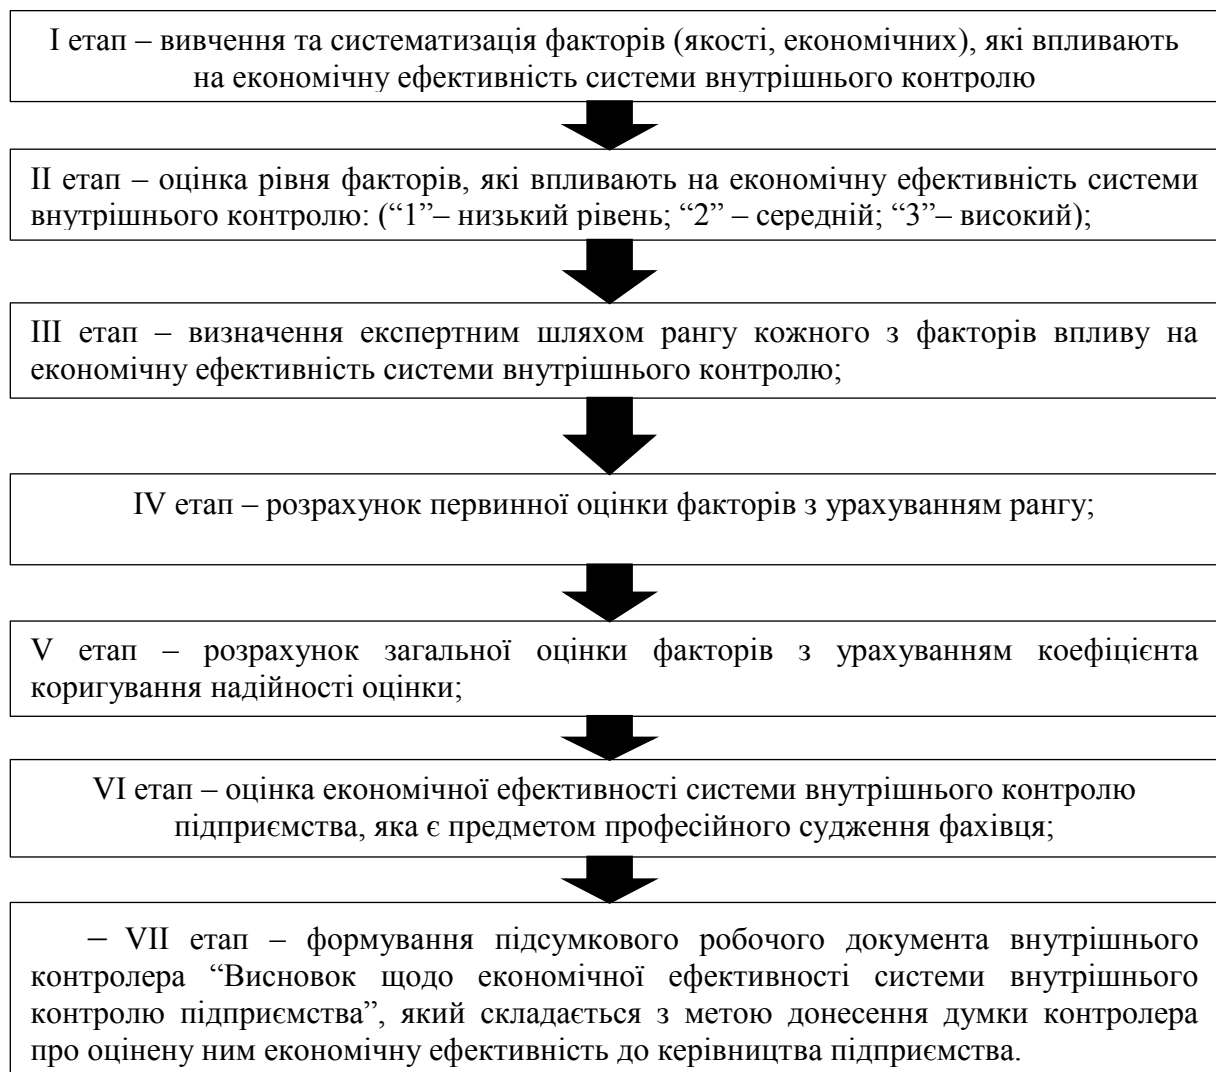 І етап – вивчення та систематизація факторів (якості, економічних), які впливають
на економічну ефективність системи внутрішнього контролю
ІІ етап – оцінка рівня факторів, які впливають на економічну ефективність системи
внутрішнього контролю: (“1”– низький рівень; “2” – середній; “3”– високий);
ІІІ етап – визначення експертним шляхом рангу кожного з факторів впливу на
економічну ефективність системи внутрішнього контролю;
IV етап – розрахунок первинної оцінки факторів з урахуванням рангу;
V етап – розрахунок загальної оцінки факторів з урахуванням коефіцієнта
коригування надійності оцінки;
VI етап – оцінка економічної ефективності системи внутрішнього контролю
підприємства, яка є предметом професійного судження фахівця;
– VII етап – формування підсумкового робочого документа внутрішнього
контролера “Висновок щодо економічної ефективності системи внутрішнього
контролю підприємства”, який складається з метою донесення думки контролера
про оцінену ним економічну ефективність до керівництва підприємства.